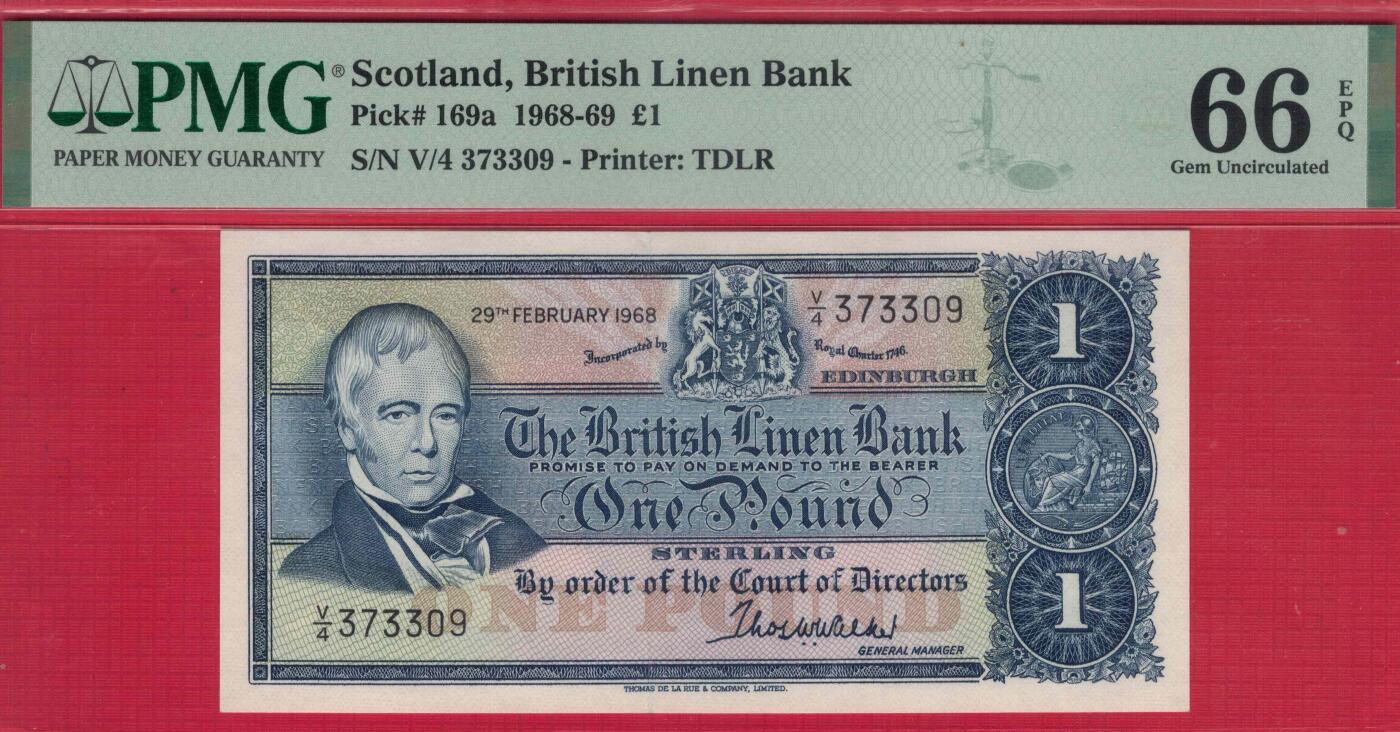 PMG® Scotland, British Linen Bank
Pick# 169a 1968-69 £1
PAPER MONEY GUARANTY S/N V/4 373309 - Printer: TDLR
66 EPQ
Gem Uncirculated
29TH FEBRUARY 1968
V/4 373309
Incorporated by Royal Charter 1746.
EDINBURGH
1
The British Linen Bank
PROMISE TO PAY ON DEMAND TO THE BEARER
One Pound
STERLING
By order of the Court of Directors
ONE POUND
1
V/4 373309
Thos W Walker
GENERAL MANAGER
THOMAS DE LA RUE & COMPANY, LIMITED.